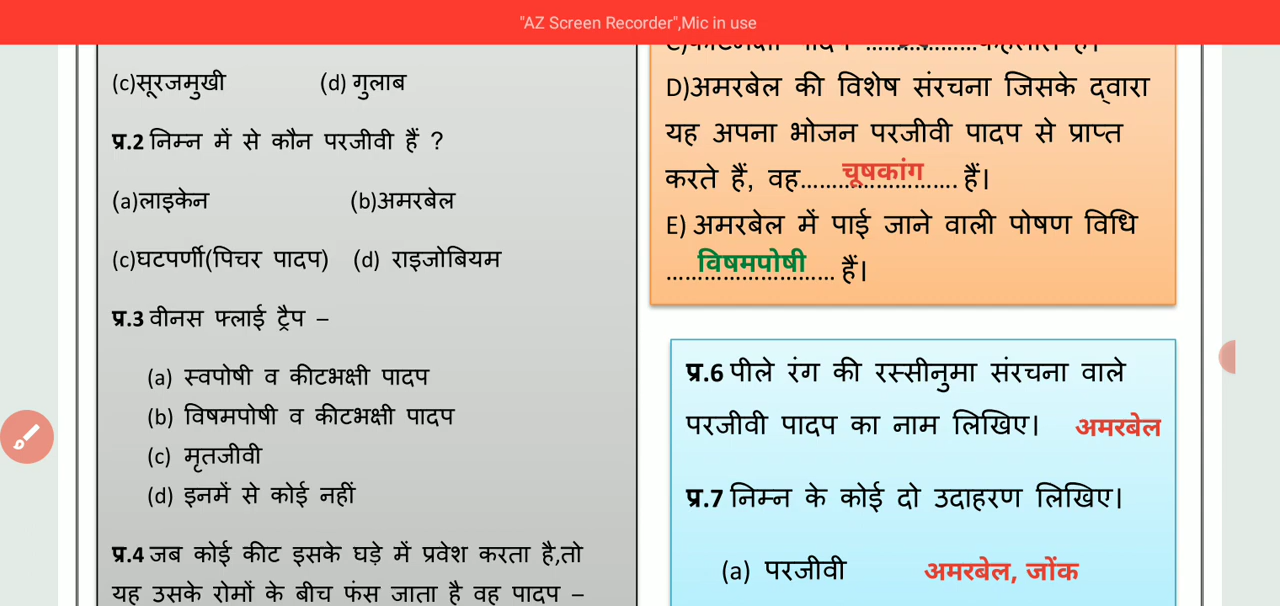 "AZ Screen Recorder",Mic in use
(c)सूरजमुखी (d) गुलाब
प्र.2 निम्न में से कौन परजीवी हैं ?
(a)लाइकेन (b)अमरबेल
(c)घटपर्णी(पिचर पादप) (d) राइजोबियम
प्र.3 वीनस फ्लाई ट्रैप –
(a) स्वपोषी व कीटभक्षी पादप
(b) विषमपोषी व कीटभक्षी पादप
(c) मृतजीवी
(d) इनमें से कोई नहीं
प्र.4 जब कोई कीट इसके घड़े में प्रवेश करता है,तो
यह उसके रोमों के बीच फंस जाता है वह पादप –
D)अमरबेल की विशेष संरचना जिसके द्वारा
यह अपना भोजन परजीवी पादप से प्राप्त
करते हैं, वह.....चूषकांग..... हैं।
E) अमरबेल में पाई जाने वाली पोषण विधि
.....विषमपोषी..... हैं।
प्र.6 पीले रंग की रस्सीनुमा संरचना वाले
परजीवी पादप का नाम लिखिए। अमरबेल
प्र.7 निम्न के कोई दो उदाहरण लिखिए।
(a) परजीवी अमरबेल, जोंक